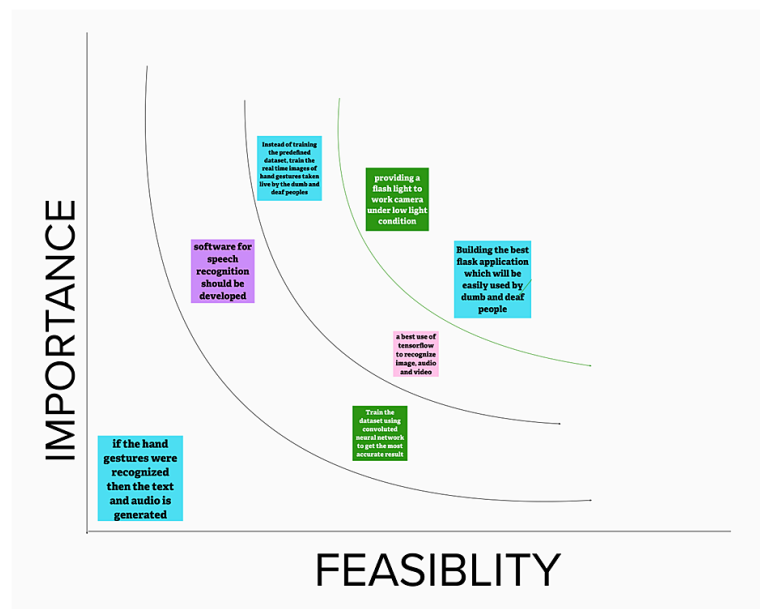 IMPORTANCE
Instead of training
the predefined
dataset, train the
real time images of
hand gestures taken
live by the dumb and
deaf peoples
providing a
flash light to
work camera
under low light
condition
software for
speech
recognition
should be
developed
Building the best
flask application
which will be
easily used by
dumb and deaf
people
a best use of
tensorflow
to recognize
image, audio
and video
Train the
dataset using
convoluted
neural network
to get the most
accurate result
if the hand
gestures were
recognized
then the text
and audio is
generated
FEASIBLITY